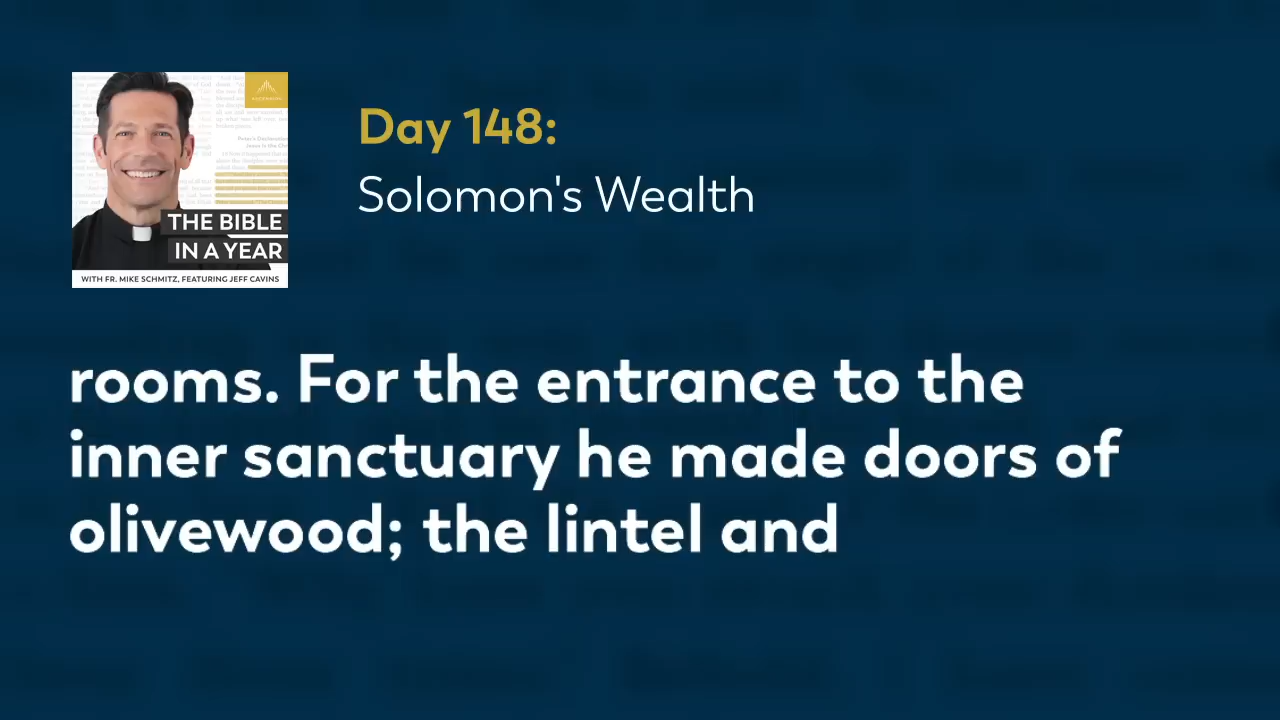 ASCENSION
THE BIBLE
IN A YEAR
WITH FR. MIKE SCHMITZ, FEATURING JEFF CAVINS
Day 148:
Solomon's Wealth
rooms. For the entrance to the
inner sanctuary he made doors of
olivewood; the lintel and